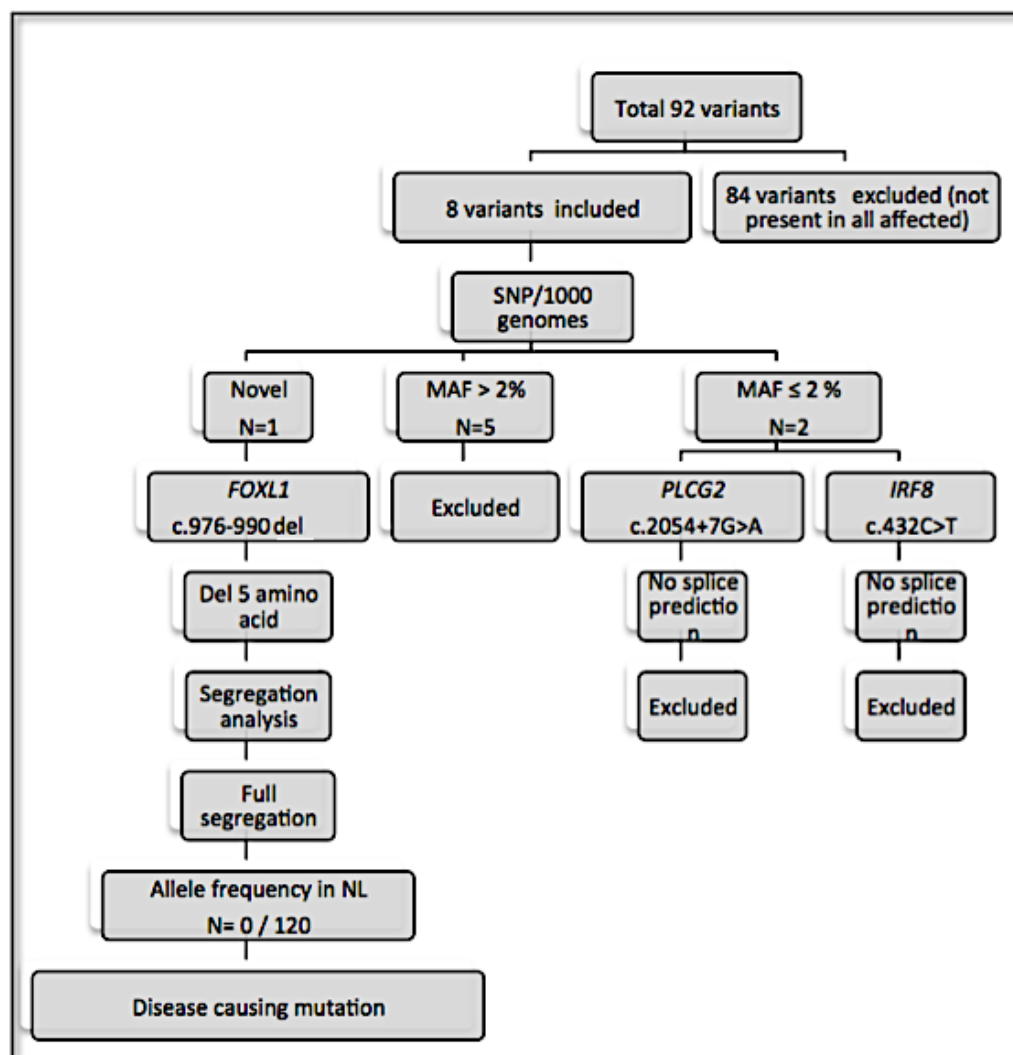 Total 92 variants
8 variants included
84 variants excluded (not
present in all affected)
SNP/1000
genomes
Novel
N=1
MAF > 2%
N=5
MAF ≤ 2 %
N=2
FOXL1
c.976-990 del
Excluded
PLCG2
c.2054+7G>A
IRF8
c.432C>T
Del 5 amino
acid
No splice
predictio
n
No splice
predictio
n
Segregation
analysis
Excluded
Excluded
Full
segregation
Allele frequency in NL
N= 0 / 120
Disease causing mutation